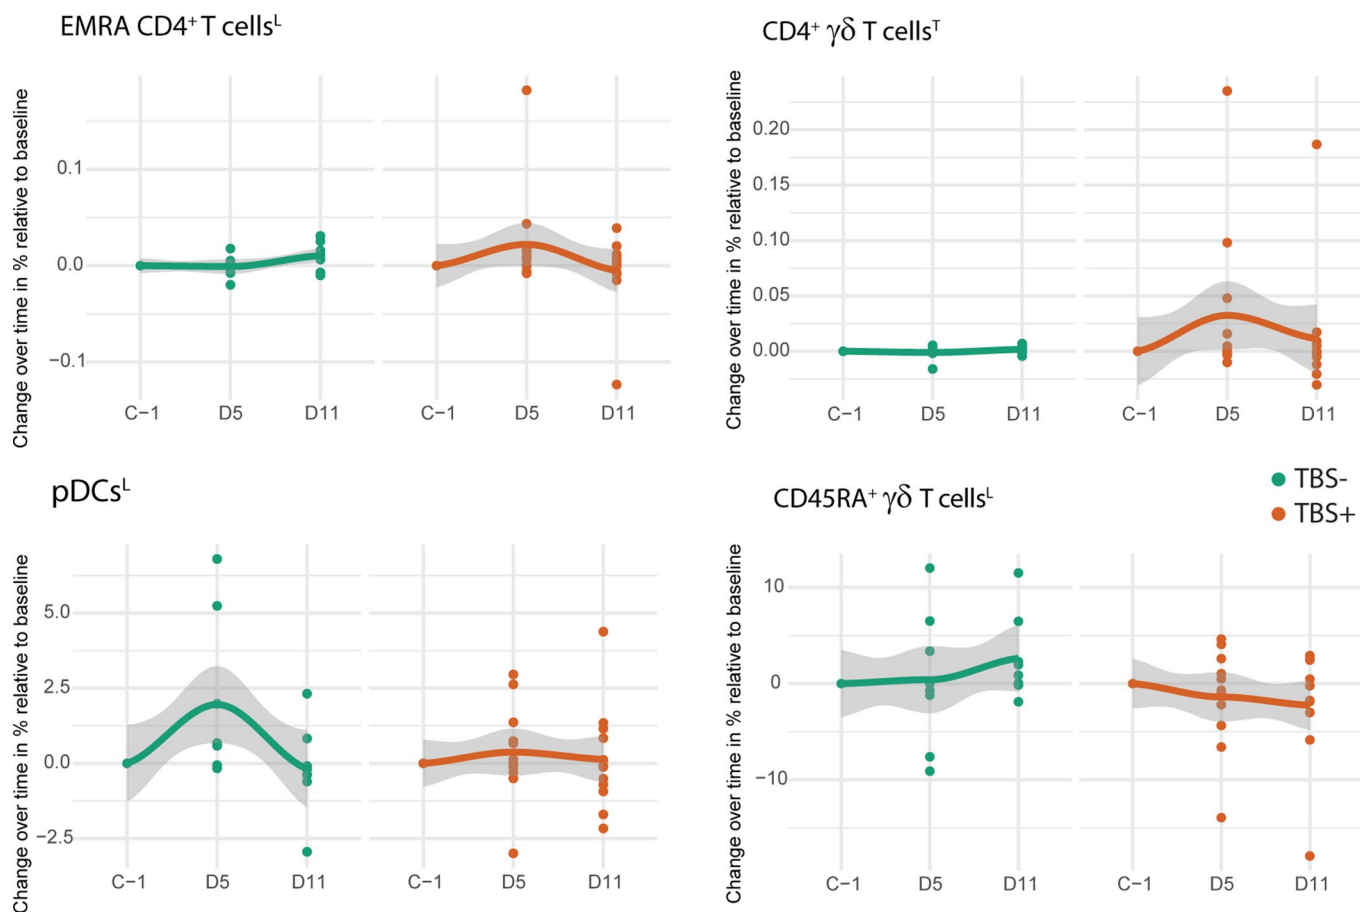 EMRA CD4⁺ T cellsᴸ
Change over time in % relative to baseline
0.1
0.0
−0.1
C−1 D5 D11 C−1 D5 D11
CD4⁺ γδ T cellsᵀ
Change over time in % relative to baseline
0.20
0.15
0.10
0.05
0.00
C−1 D5 D11 C−1 D5 D11
pDCsᴸ
Change over time in % relative to baseline
5.0
2.5
0.0
−2.5
C−1 D5 D11 C−1 D5 D11
CD45RA⁺ γδ T cellsᴸ
TBS-
TBS+
Change over time in % relative to baseline
10
0
−10
C−1 D5 D11 C−1 D5 D11